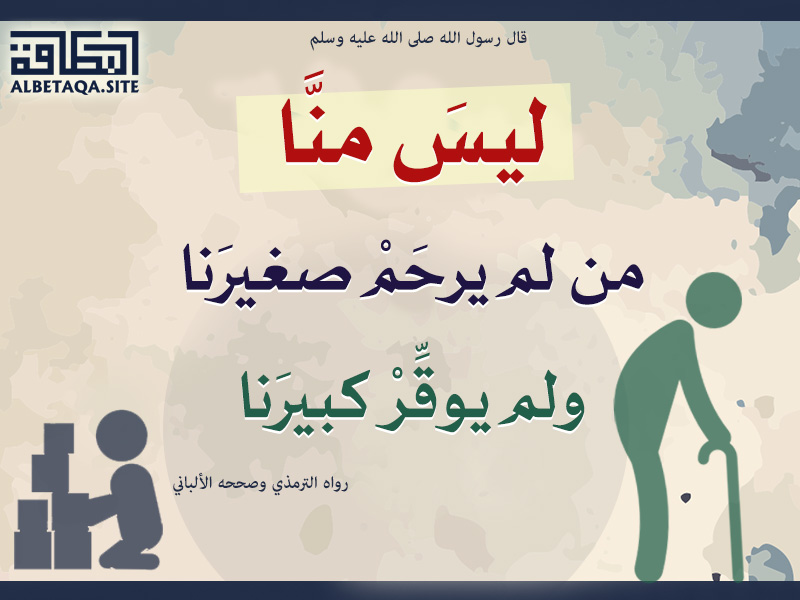 البطاقة
ALBETAQA.SITE
قال رسول الله صلى الله عليه وسلم
ليسَ منَّا
من لم يرحَمْ صغيرَنا
ولم يوقِّرْ كبيرَنا
رواه الترمذي وصححه الألباني